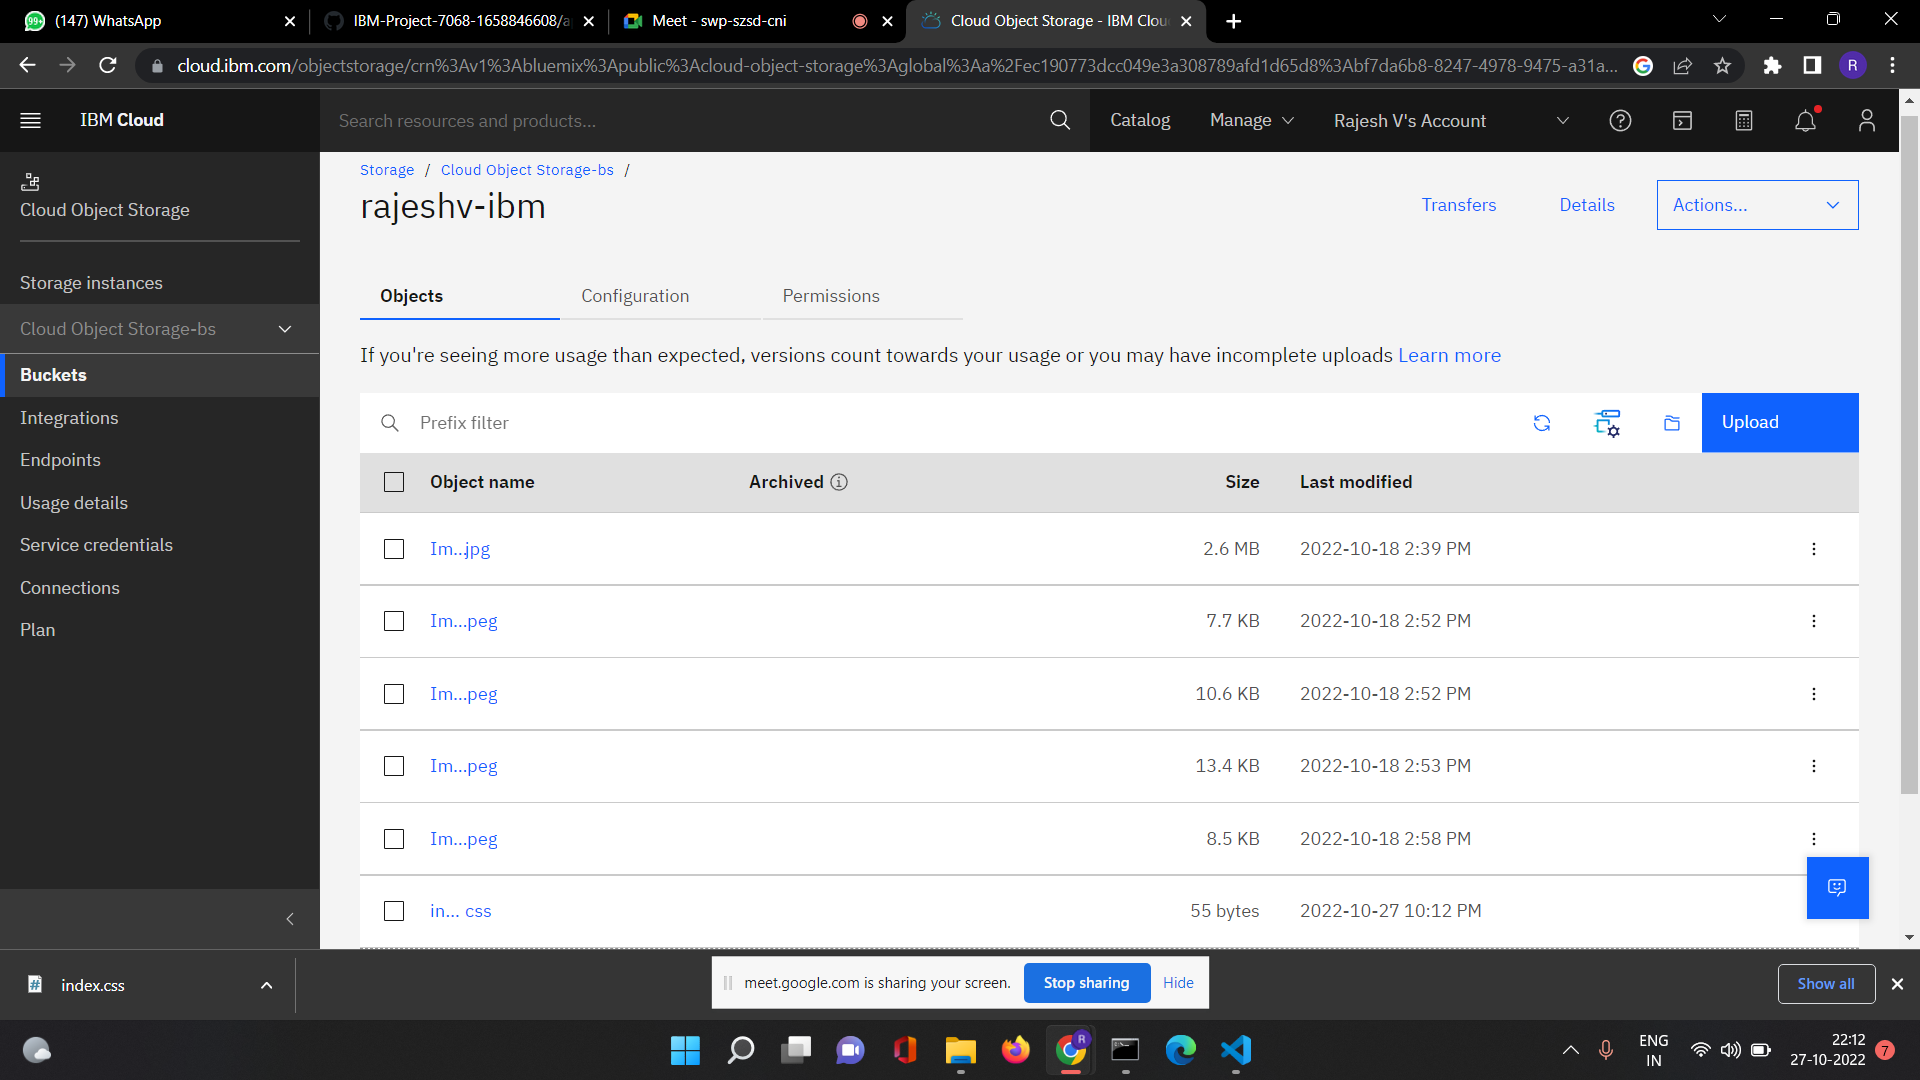 99+ (147) WhatsApp
IBM-Project-7068-1658846608/a
Meet - swp-szsd-cni
Cloud Object Storage - IBM Clou
cloud.ibm.com/objectstorage/crn%3Av1%3Abluemix%3Apublic%3Acloud-object-storage%3Aglobal%3Aa%2Fec190773dcc049e3a308789afd1d65d8%3Abf7da6b8-8247-4978-9475-a31a...
R
IBM Cloud
Search resources and products...
Catalog
Manage
Rajesh V's Account
Cloud Object Storage
Storage instances
Cloud Object Storage-bs
Buckets
Integrations
Endpoints
Usage details
Service credentials
Connections
Plan
Storage / Cloud Object Storage-bs /
rajeshv-ibm
Transfers
Details
Actions...
Objects
Configuration
Permissions
If you're seeing more usage than expected, versions count towards your usage or you may have incomplete uploads Learn more
Prefix filter
Upload
Object name Archived Size Last modified
Im...jpg 2.6 MB 2022-10-18 2:39 PM
Im...peg 7.7 KB 2022-10-18 2:52 PM
Im...peg 10.6 KB 2022-10-18 2:52 PM
Im...peg 13.4 KB 2022-10-18 2:53 PM
Im...peg 8.5 KB 2022-10-18 2:58 PM
in... css 55 bytes 2022-10-27 10:12 PM
index.css
meet.google.com is sharing your screen.
Stop sharing
Hide
Show all
R
ENG
IN
22:12
27-10-2022
7